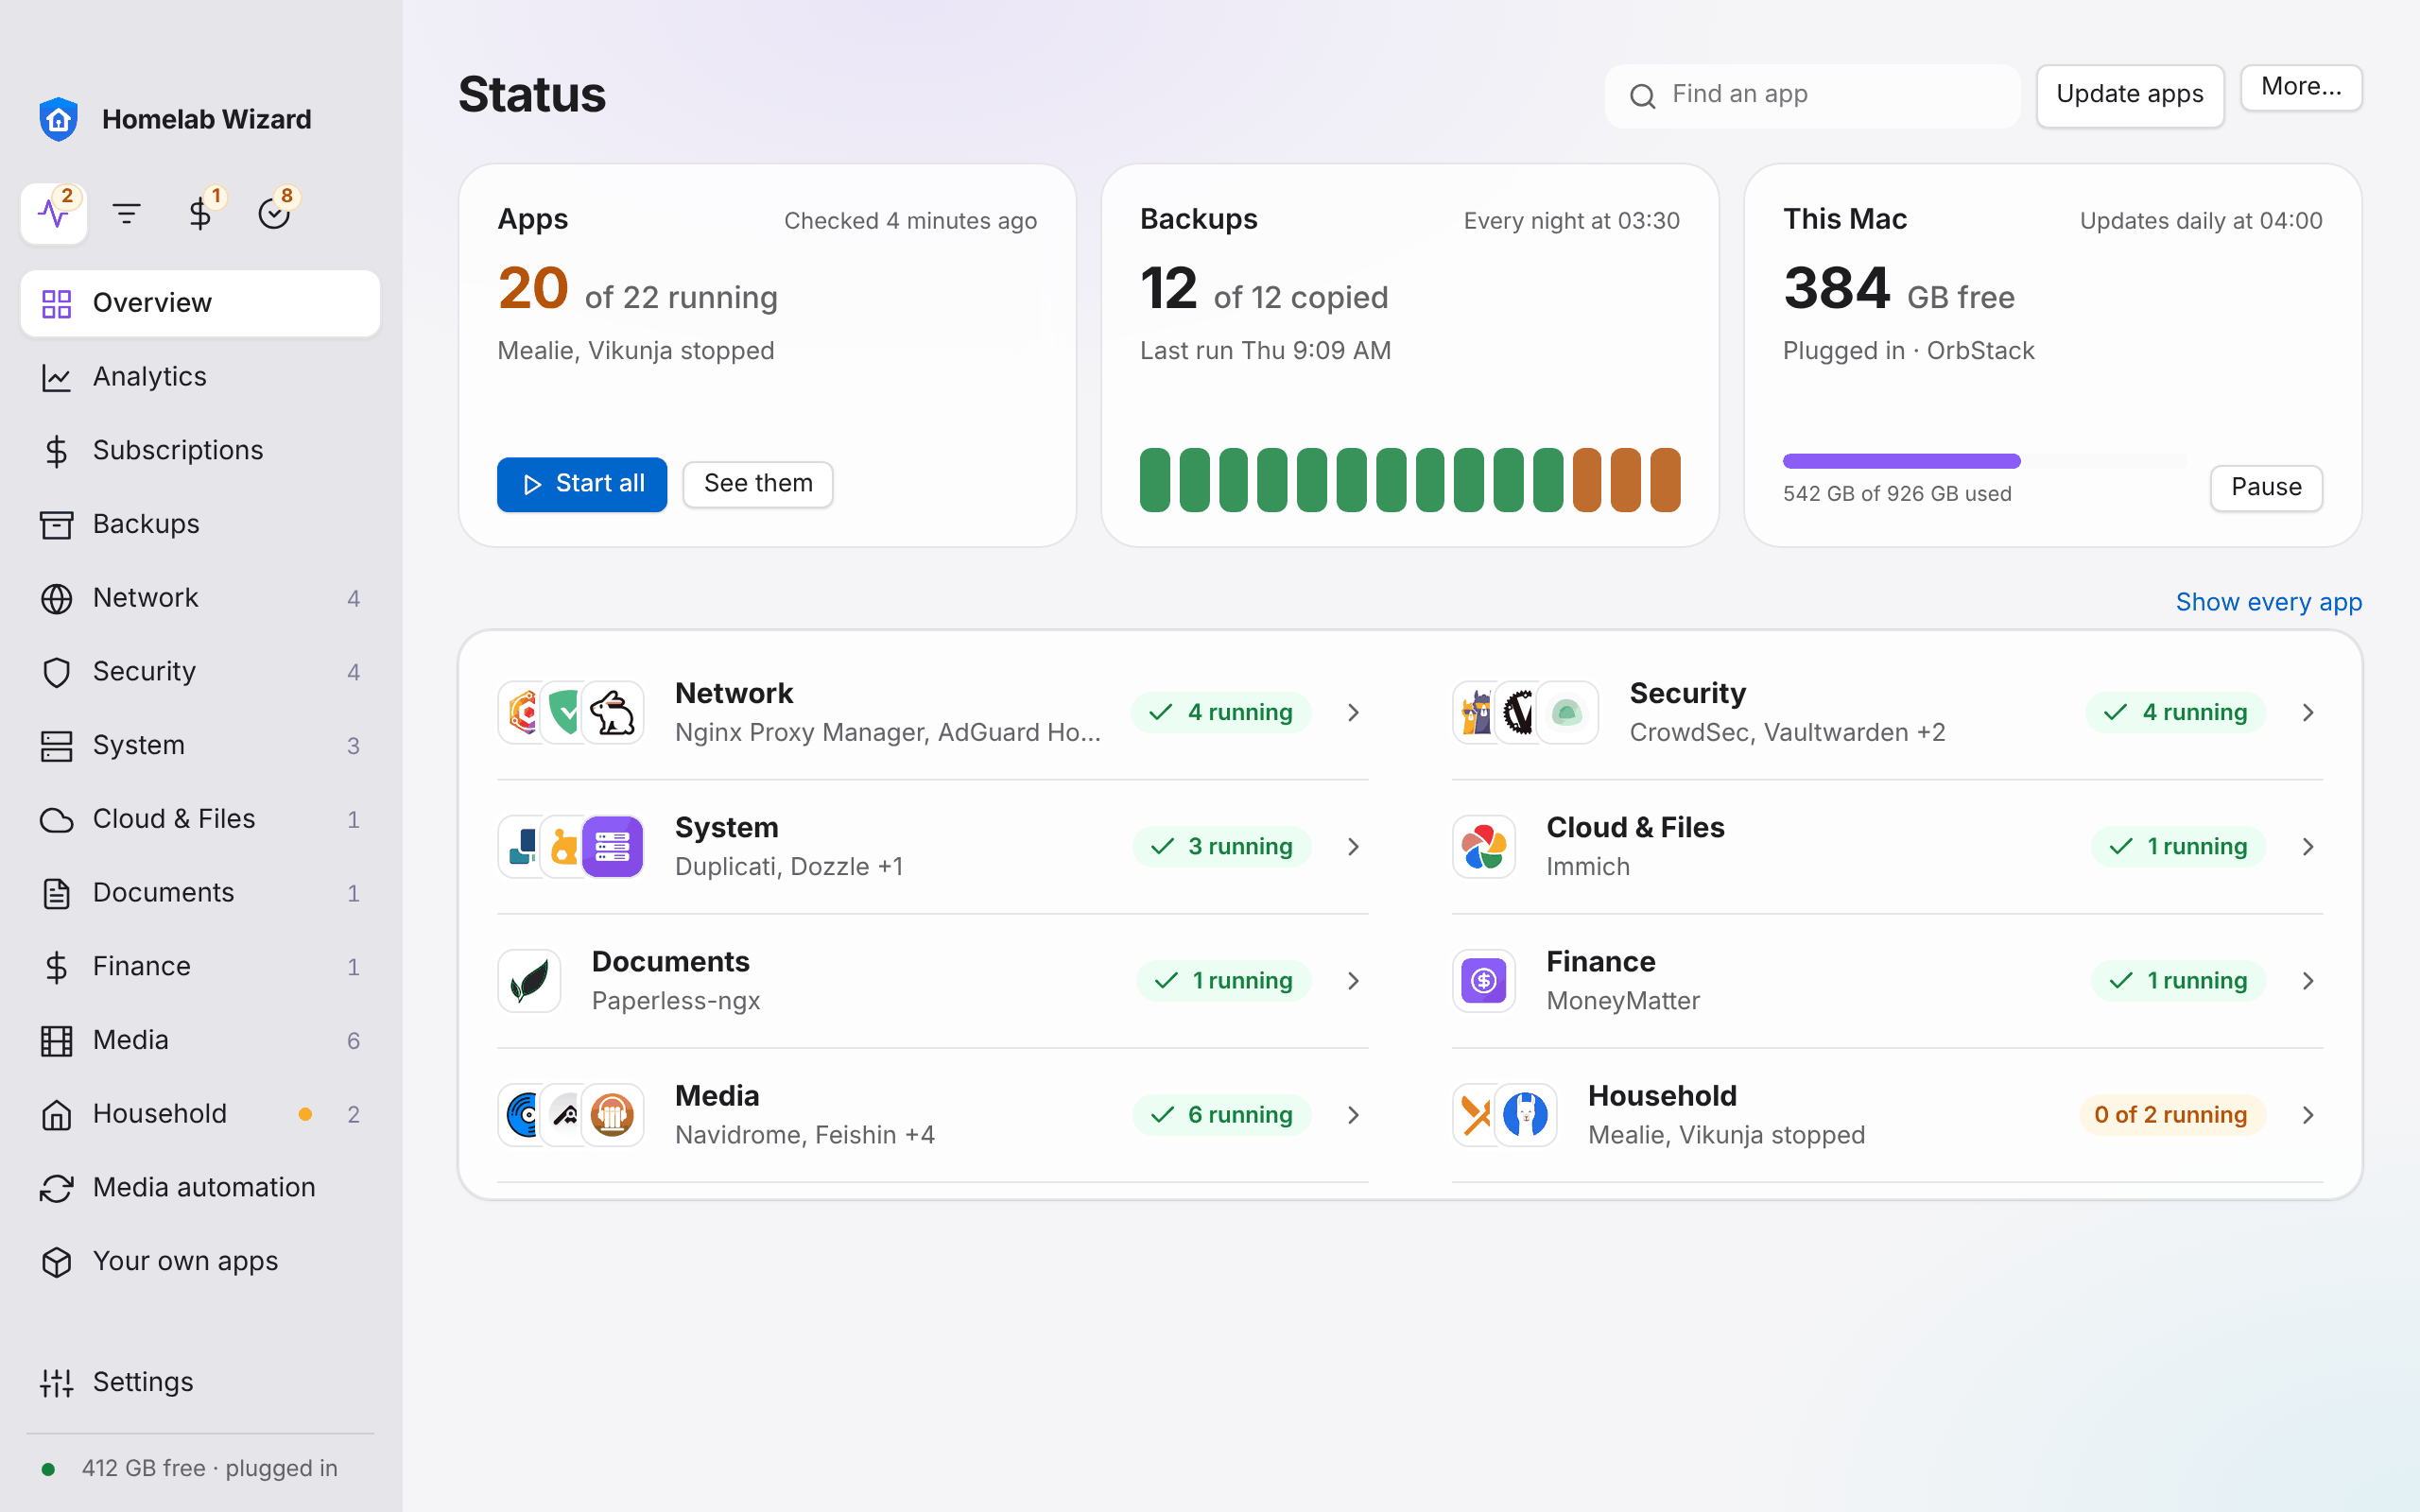 Homelab Wizard
2
1
8
Overview
Analytics
Subscriptions
Backups
Network 4
Security 4
System 3
Cloud & Files 1
Documents 1
Finance 1
Media 6
Household 2
Media automation
Your own apps
Settings
412 GB free · plugged in
Status
Find an app
Update apps
More...
Apps
Checked 4 minutes ago
20 of 22 running
Mealie, Vikunja stopped
Start all
See them
Backups
Every night at 03:30
12 of 12 copied
Last run Thu 9:09 AM
This Mac
Updates daily at 04:00
384 GB free
Plugged in · OrbStack
542 GB of 926 GB used
Pause
Show every app
Network
Nginx Proxy Manager, AdGuard Ho...
4 running
Security
CrowdSec, Vaultwarden +2
4 running
System
Duplicati, Dozzle +1
3 running
Cloud & Files
Immich
1 running
Documents
Paperless-ngx
1 running
Finance
MoneyMatter
1 running
Media
Navidrome, Feishin +4
6 running
Household
Mealie, Vikunja stopped
0 of 2 running